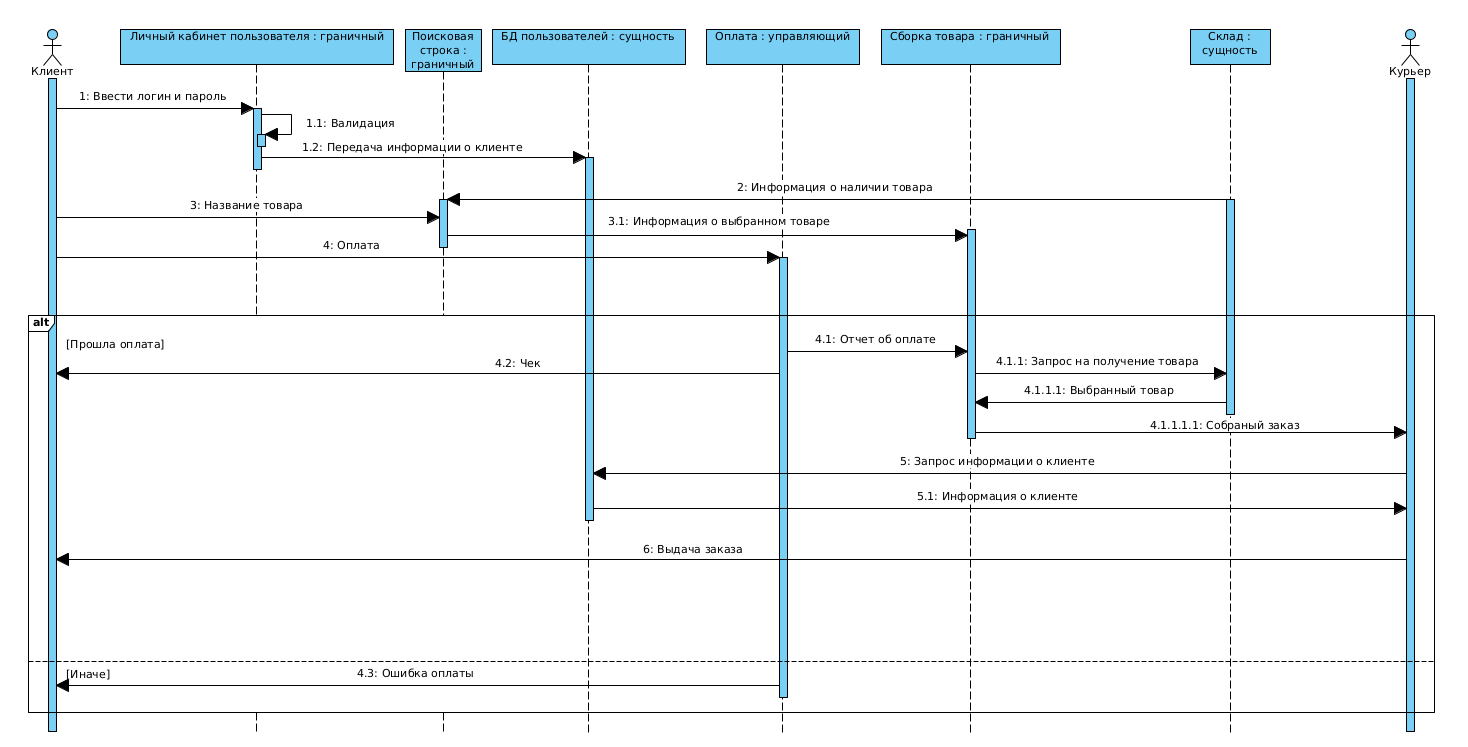 Клиент
Личный кабинет пользователя : граничный
Поисковая
строка :
граничный
БД пользователей : сущность
Оплата : управляющий
Сборка товара : граничный
Склад :
сущность
Курьер
1: Ввести логин и пароль
1.1: Валидация
1.2: Передача информации о клиенте
2: Информация о наличии товара
3: Название товара
3.1: Информация о выбранном товаре
4: Оплата
alt
[Прошла оплата]
4.1: Отчет об оплате
4.2: Чек
4.1.1: Запрос на получение товара
4.1.1.1: Выбранный товар
4.1.1.1.1: Собраный заказ
5: Запрос информации о клиенте
5.1: Информация о клиенте
6: Выдача заказа
[Иначе]
4.3: Ошибка оплаты